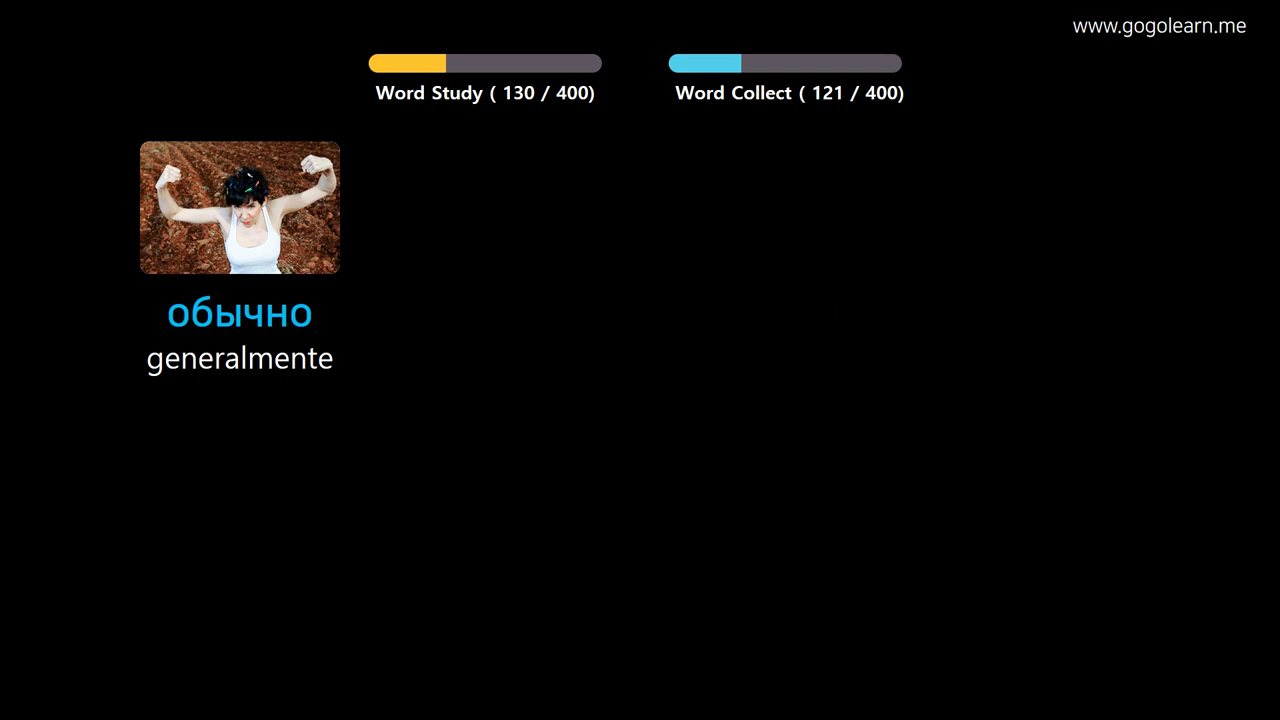 www.gogolearn.me
Word Study ( 130 / 400)
Word Collect ( 121 / 400)
обычно
generalmente